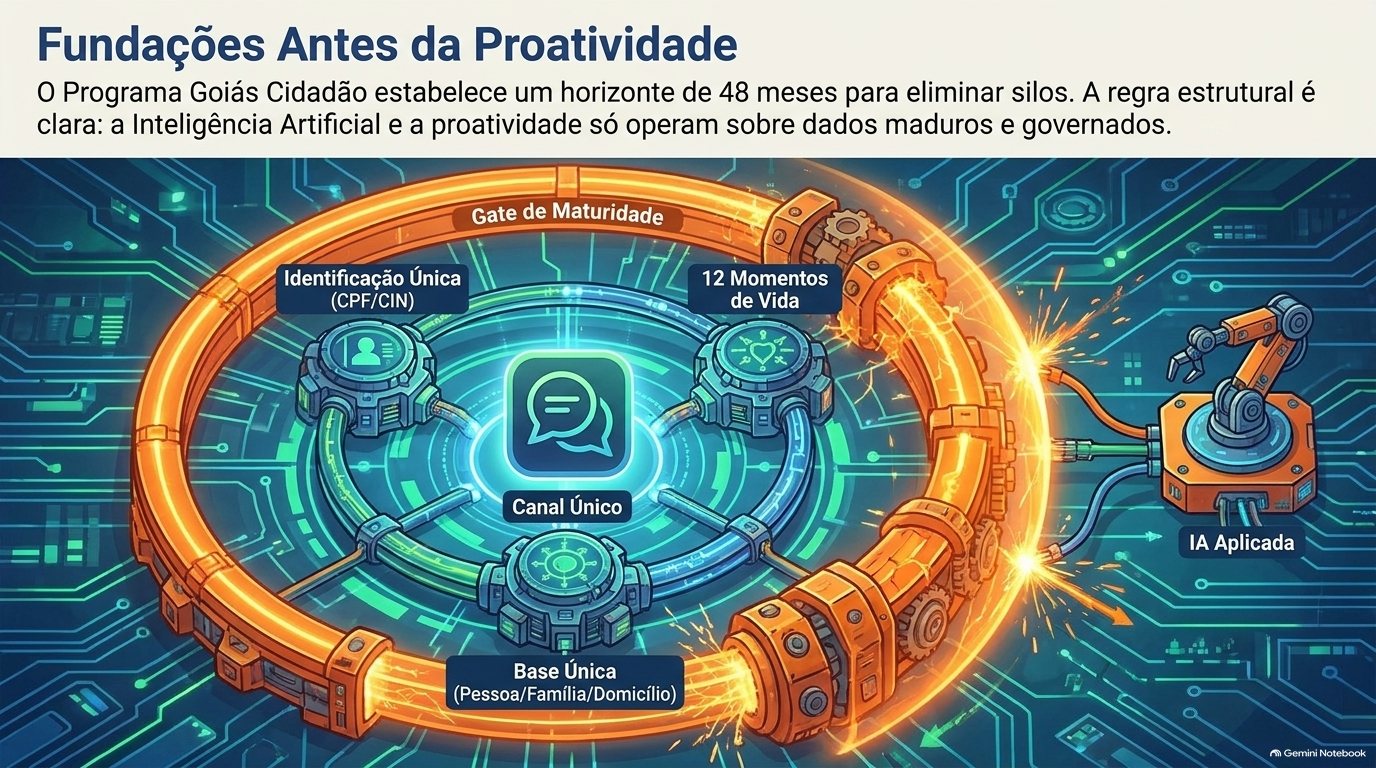 Fundações Antes da Proatividade
O Programa Goiás Cidadão estabelece um horizonte de 48 meses para eliminar silos. A regra estrutural é
clara: a Inteligência Artificial e a proatividade só operam sobre dados maduros e governados.
Gate de Maturidade
Identificação Única
(CPF/CIN)
12 Momentos
de Vida
Canal Único
IA Aplicada
Base Única
(Pessoa/Família/Domicílio)
Gemini Notebook